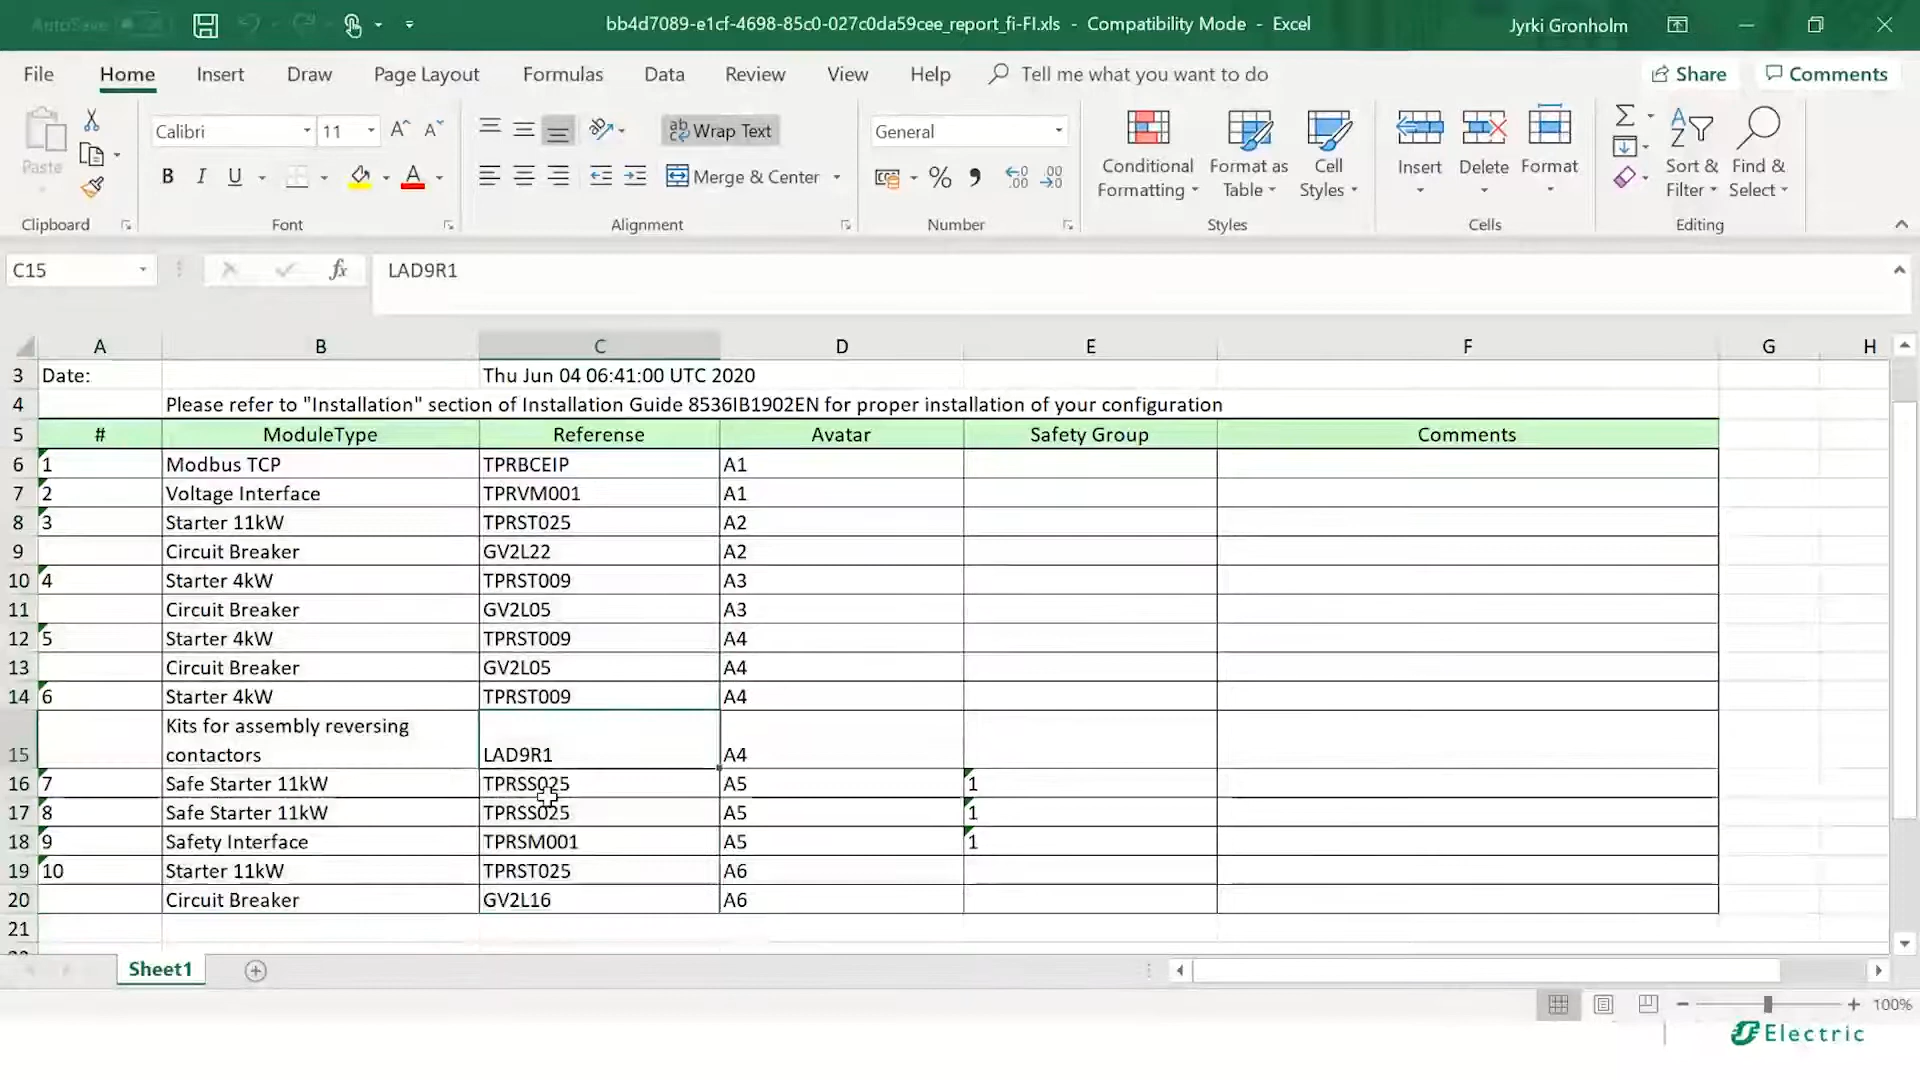 AutoSave
bb4d7089-e1cf-4698-85c0-027c0da59cee_report_fi-FI.xls - Compatibility Mode - Excel
Jyrki Gronholm
File Home Insert Draw Page Layout Formulas Data Review View Help Tell me what you want to do Share Comments
Calibri 11 Wrap Text General
Paste B I U Merge & Center % Conditional Formatting Format as Table Cell Styles Insert Delete Format Sort & Filter Find & Select
Clipboard Font Alignment Number Styles Cells Editing
C15 fx LAD9R1
A B C D E F G H
3 Date: Thu Jun 04 06:41:00 UTC 2020
4 Please refer to "Installation" section of Installation Guide 8536IB1902EN for proper installation of your configuration
5 # ModuleType Referense Avatar Safety Group Comments
6 1 Modbus TCP TPRBCEIP A1
7 2 Voltage Interface TPRVM001 A1
8 3 Starter 11kW TPRST025 A2
9 Circuit Breaker GV2L22 A2
10 4 Starter 4kW TPRST009 A3
11 Circuit Breaker GV2L05 A3
12 5 Starter 4kW TPRST009 A4
13 Circuit Breaker GV2L05 A4
14 6 Starter 4kW TPRST009 A4
Kits for assembly reversing
15 contactors LAD9R1 A4
16 7 Safe Starter 11kW TPRSS025 A5 1
17 8 Safe Starter 11kW TPRSS025 A5 1
18 9 Safety Interface TPRSM001 A5 1
19 10 Starter 11kW TPRST025 A6
20 Circuit Breaker GV2L16 A6
21
Sheet1
100%
Electric